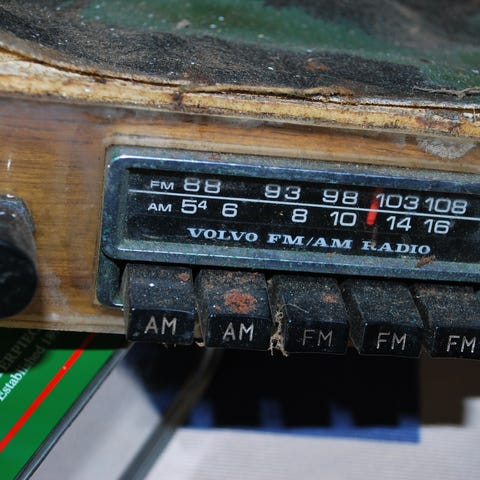 FM 88 93 98 103 108
AM 5⁴ 6 8 10 14 16
VOLVO FM/AM RADIO
AM AM FM FM FM
Established